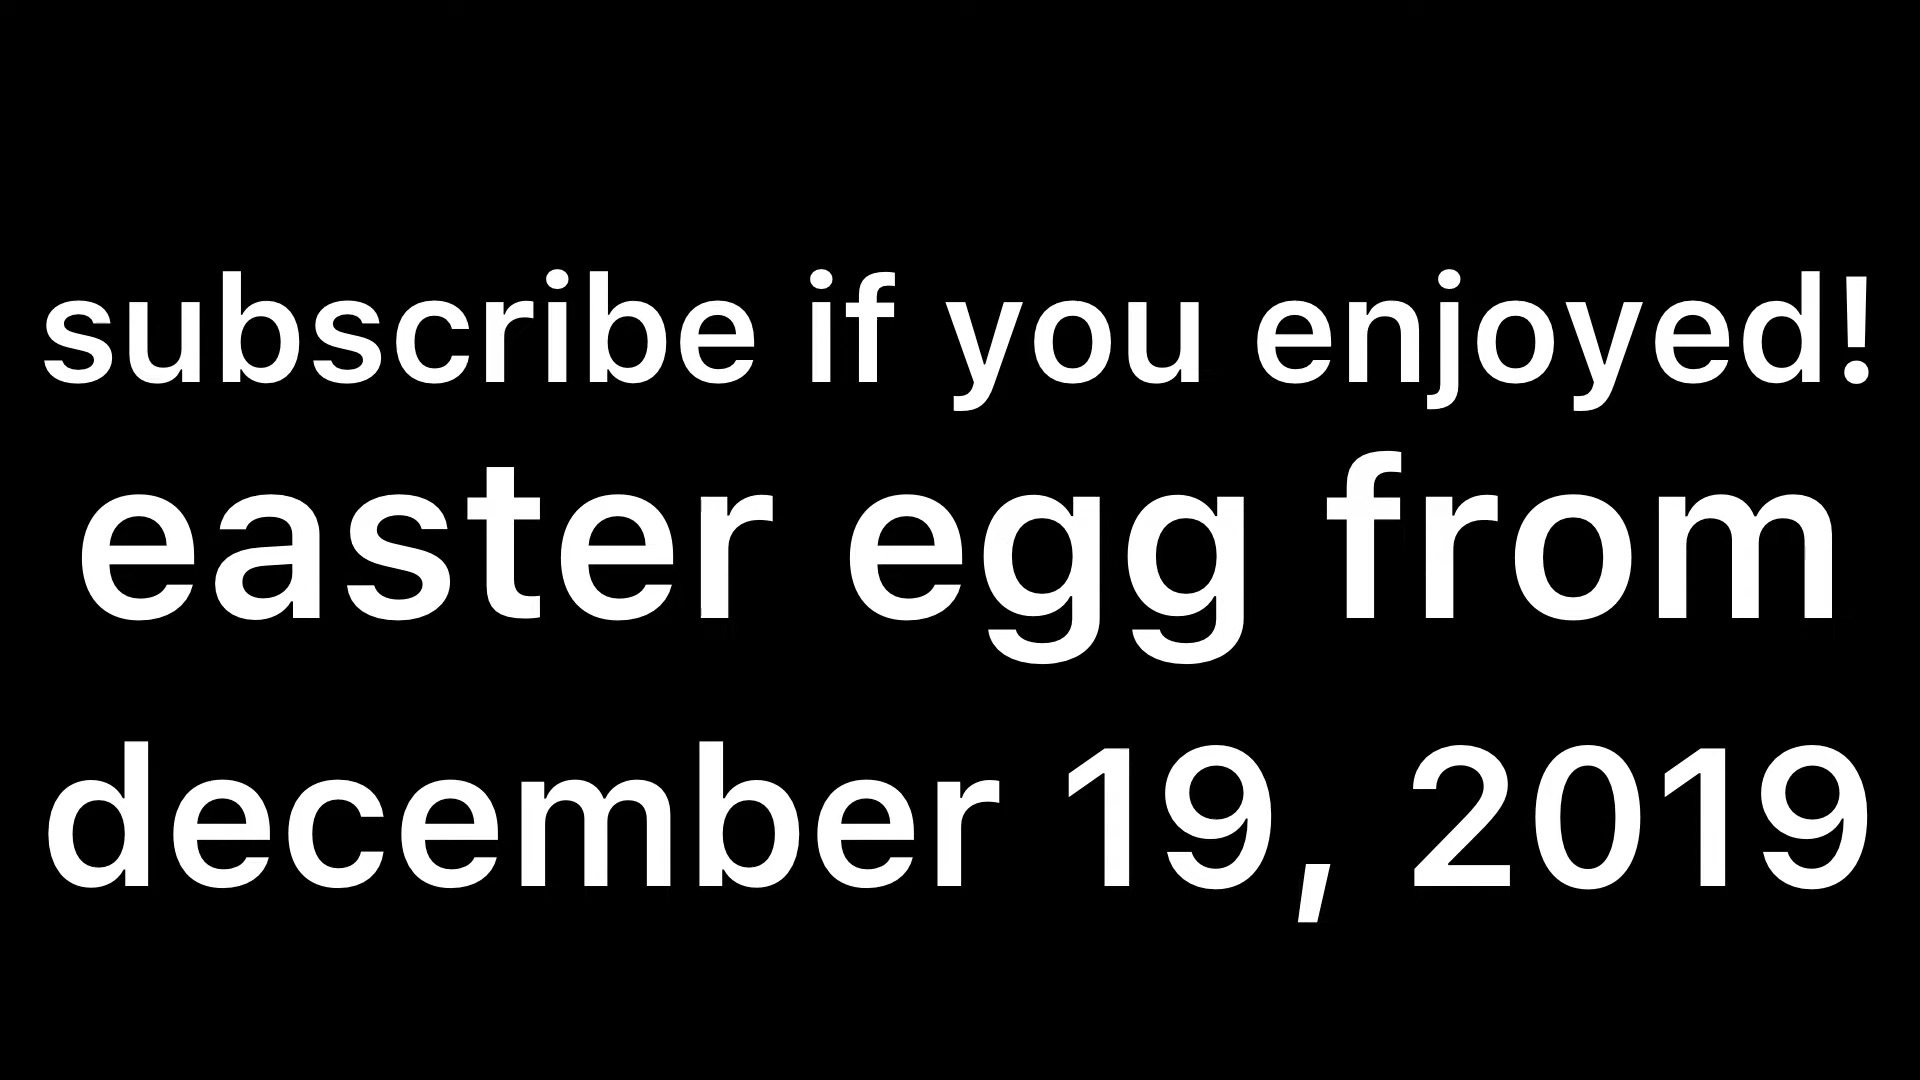 subscribe if you enjoyed!
easter egg from
december 19, 2019